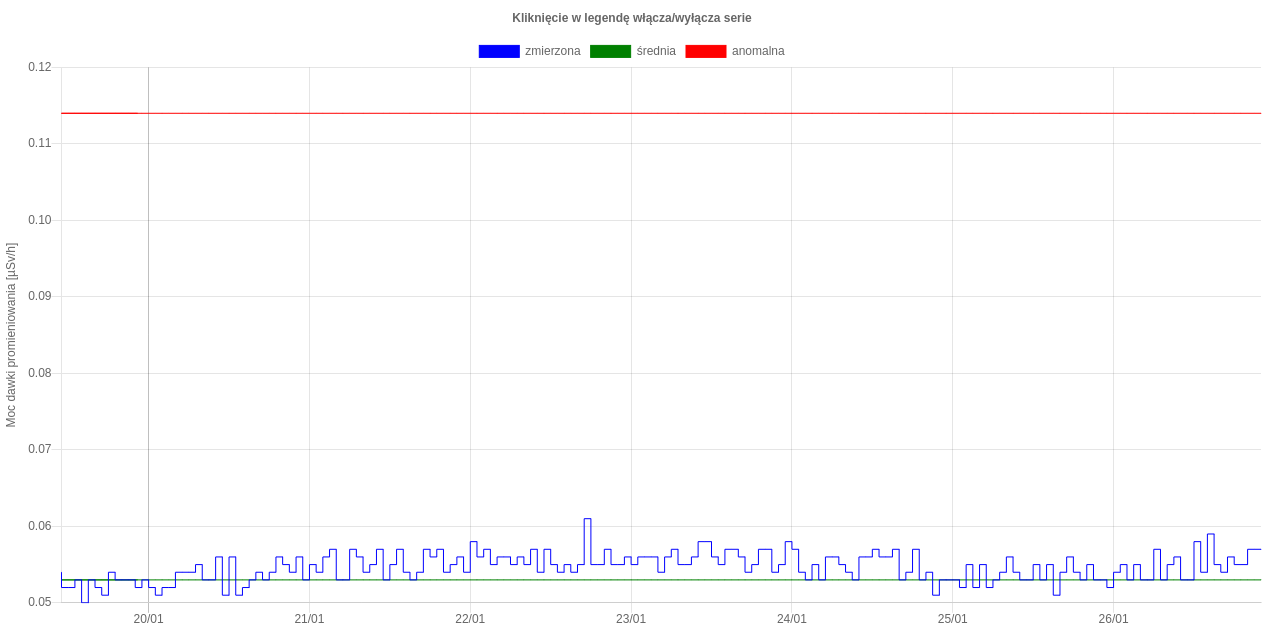 Kliknięcie w legendę włącza/wyłącza serie
zmierzona średnia anomalna
Moc dawki promieniowania [µSv/h]
0.12
0.11
0.10
0.09
0.08
0.07
0.06
0.05
20/01 21/01 22/01 23/01 24/01 25/01 26/01